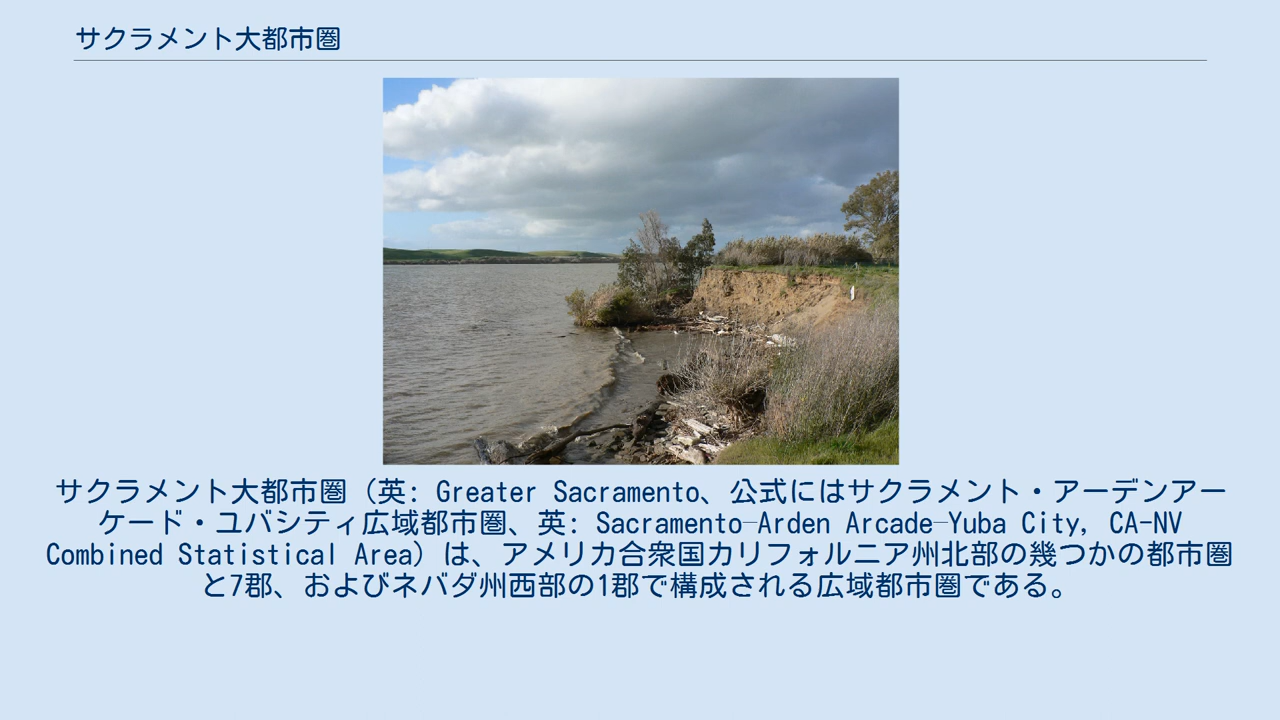 サクラメント大都市圏
サクラメント大都市圏（英: Greater Sacramento、公式にはサクラメント・アーデンアー
ケード・ユバシティ広域都市圏、英: Sacramento–Arden Arcade–Yuba City, CA-NV
Combined Statistical Area）は、アメリカ合衆国カリフォルニア州北部の幾つかの都市圏
と7郡、およびネバダ州西部の1郡で構成される広域都市圏である。